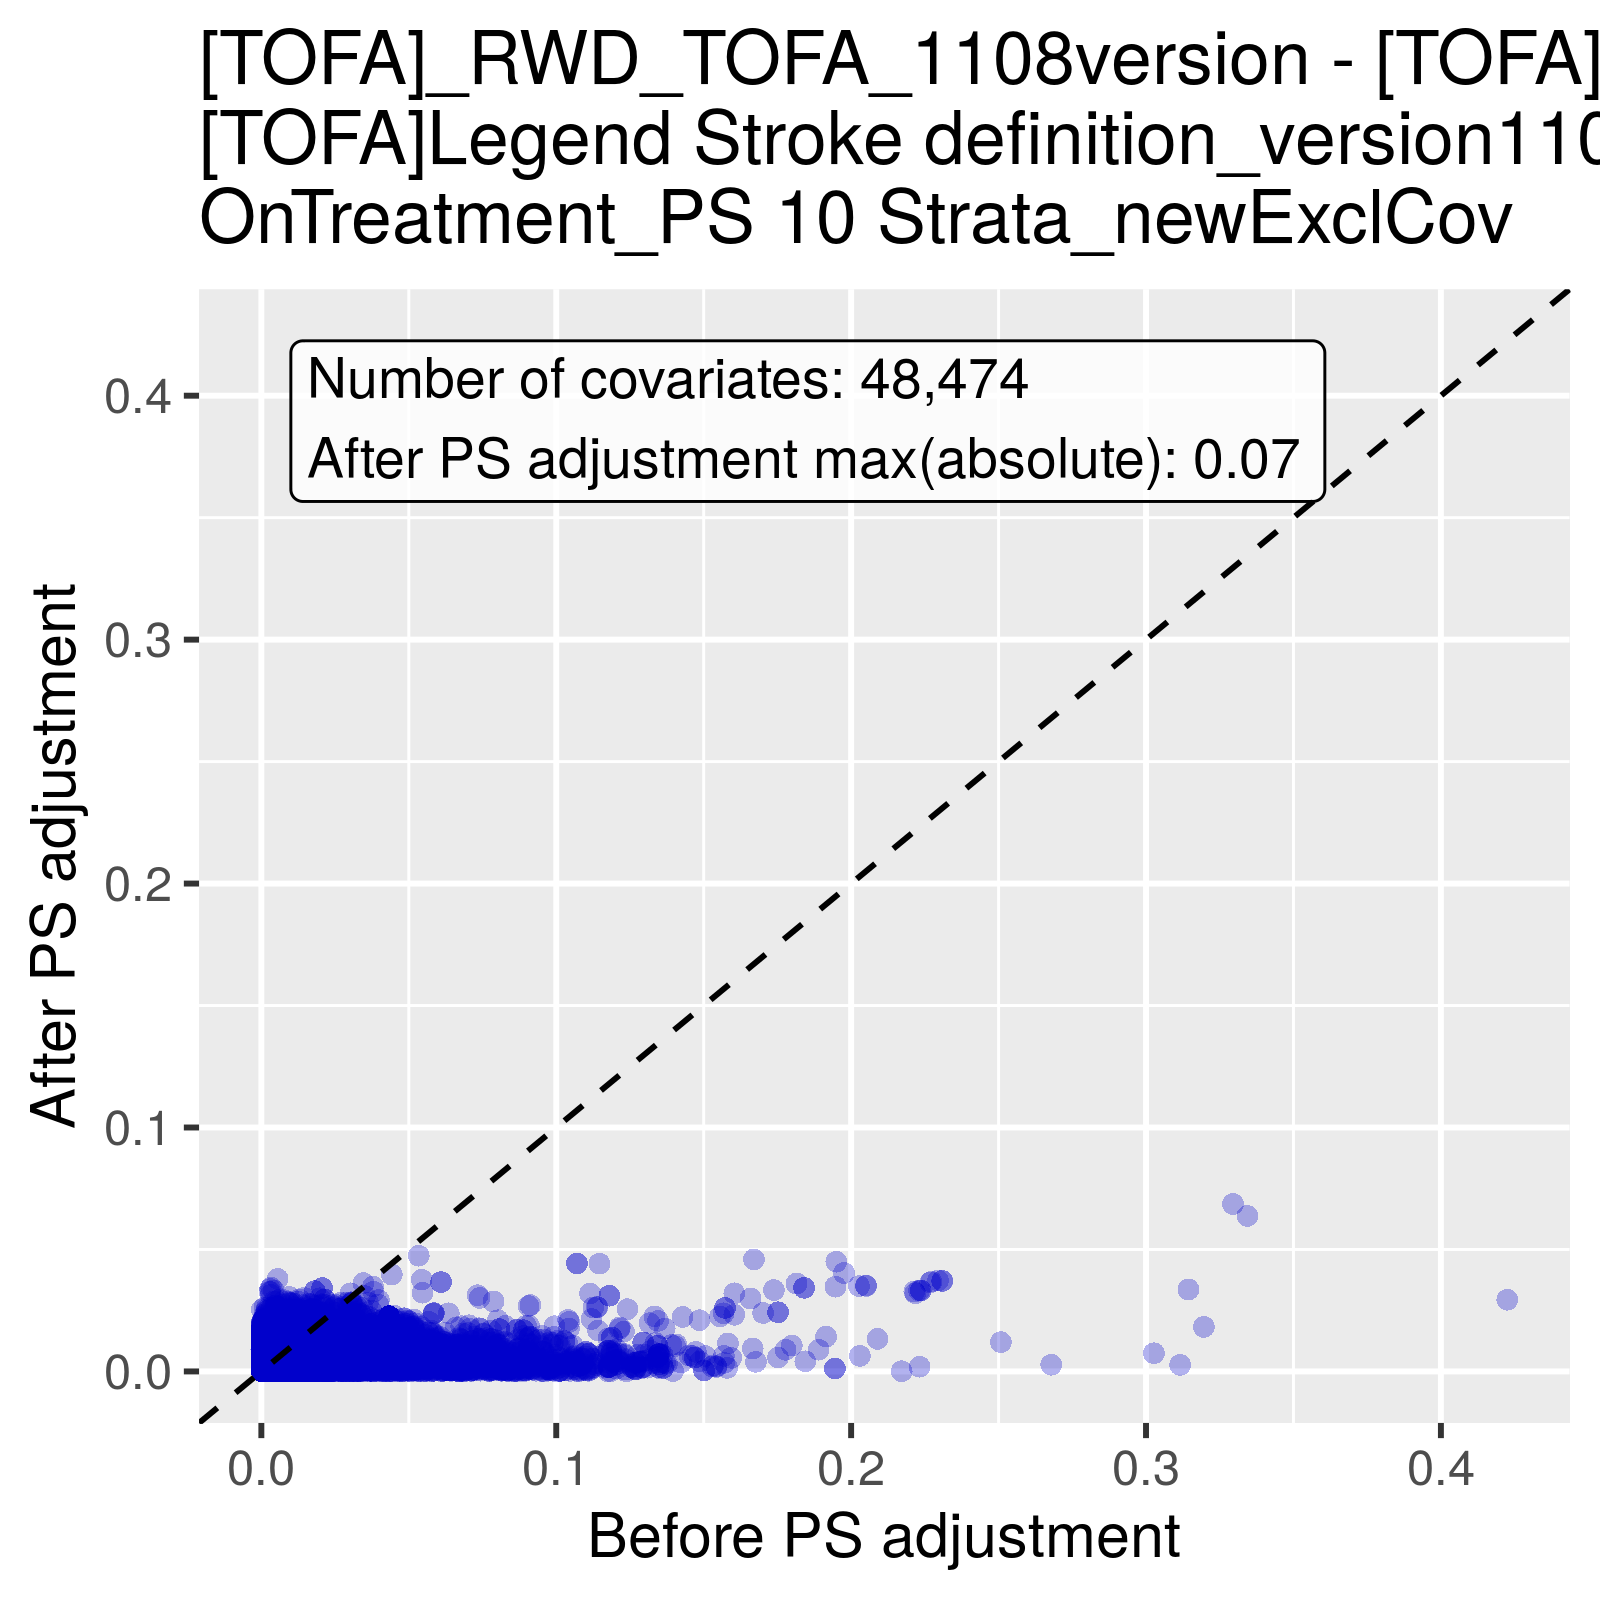 [TOFA]_RWD_TOFA_1108version - [TOFA]
[TOFA]Legend Stroke definition_version110
OnTreatment_PS 10 Strata_newExclCov
Number of covariates: 48,474
After PS adjustment max(absolute): 0.07
After PS adjustment
0.4
0.3
0.2
0.1
0.0
0.0 0.1 0.2 0.3 0.4
Before PS adjustment